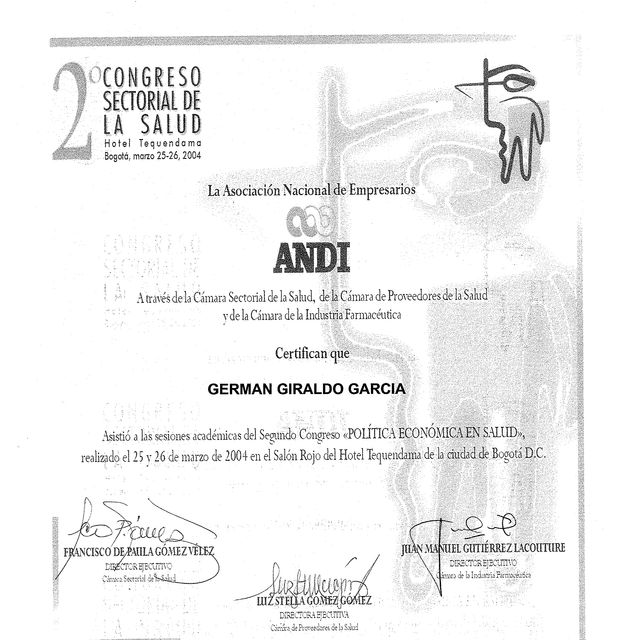 2º CONGRESO
SECTORIAL DE
LA SALUD
Hotel Tequendama
Bogotá, marzo 25-26, 2004
La Asociación Nacional de Empresarios
ANDI
A través de la Cámara Sectorial de la Salud, de la Cámara de Proveedores de la Salud
y de la Cámara de la Industria Farmacéutica
Certifican que
GERMAN GIRALDO GARCIA
Asistió a las sesiones académicas del Segundo Congreso «POLÍTICA ECONÓMICA EN SALUD»,
realizado el 25 y 26 de marzo de 2004 en el Salón Rojo del Hotel Tequendama de la ciudad de Bogotá D.C.
FRANCISCO DE PAULA GÓMEZ VÉLEZ
DIRECTOR EJECUTIVO
Cámara Sectorial de la Salud
JUAN MANUEL GUTIÉRREZ LACOUTURE
DIRECTOR EJECUTIVO
Cámara de la Industria Farmacéutica
LUZ STELLA GÓMEZ GÓMEZ
DIRECTORA EJECUTIVA
Cámara de Proveedores de la Salud